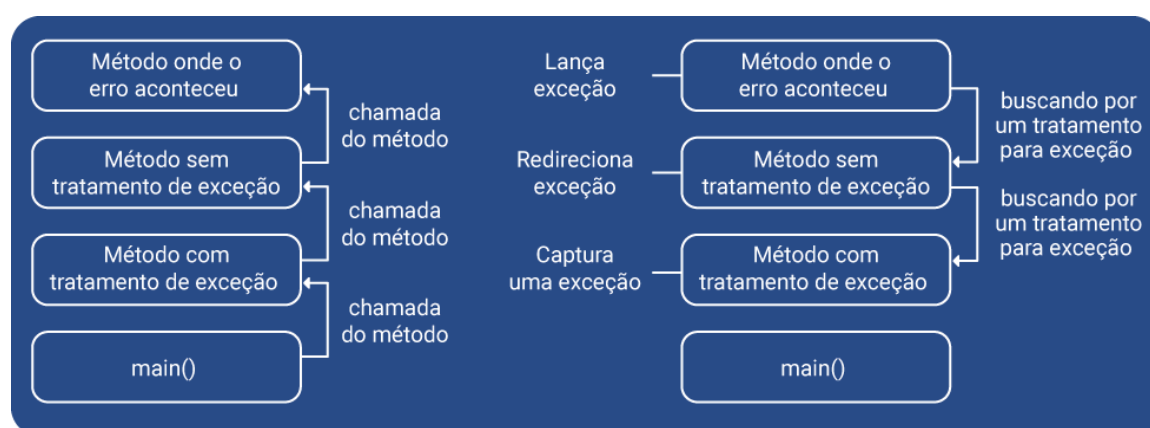 Método onde o
erro aconteceu
chamada
do método
Método sem
tratamento de exceção
chamada
do método
Método com
tratamento de exceção
chamada
do método
main()
Lança
exceção
Método onde o
erro aconteceu
buscando por
um tratamento
para exceção
Redireciona
exceção
Método sem
tratamento de exceção
buscando por
um tratamento
para exceção
Captura
uma exceção
Método com
tratamento de exceção
main()